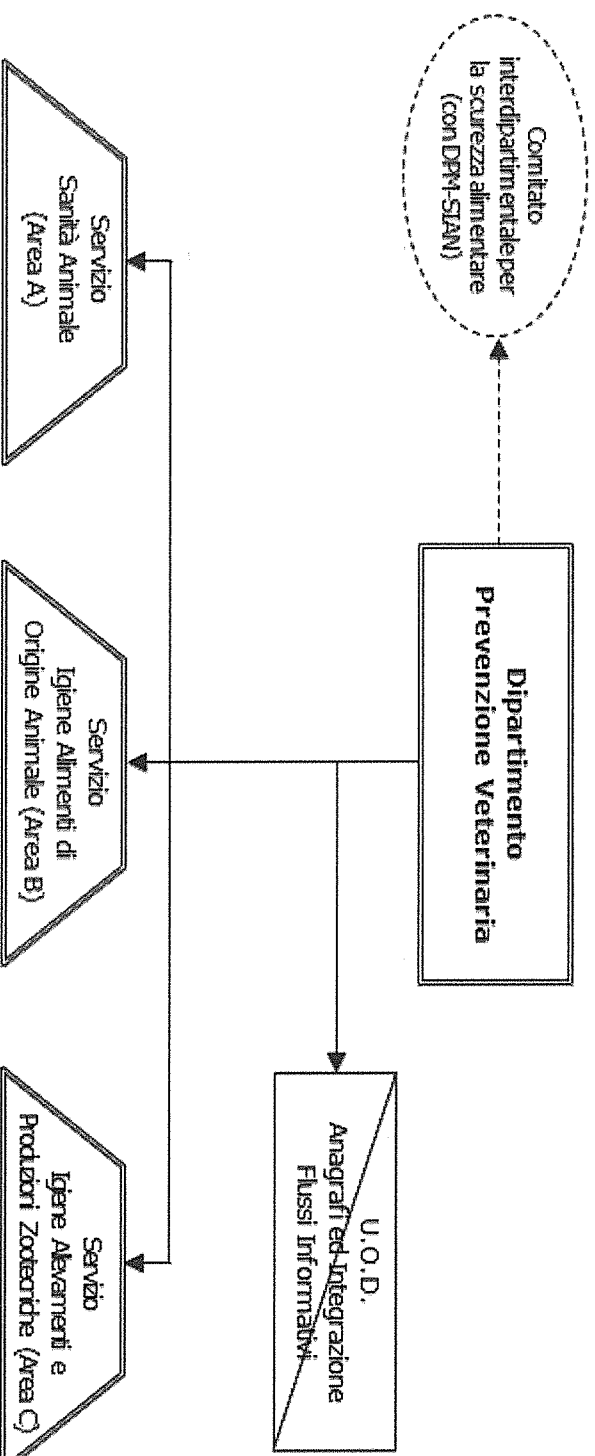 Comitato
interdipartimentale per
la scurezza alimentare
(con DPM-SIAN)
Dipartimento
Prevenzione Veterinaria
U.O.D.
Anagrafi ed Integrazione
Flussi Informativi
Servizio
Sanità Animale
(Area A)
Servizio
Igiene Alimenti di
Origine Animale (Area B)
Servizio
Igiene Allevamenti e
Produzioni Zootecniche (Area C)